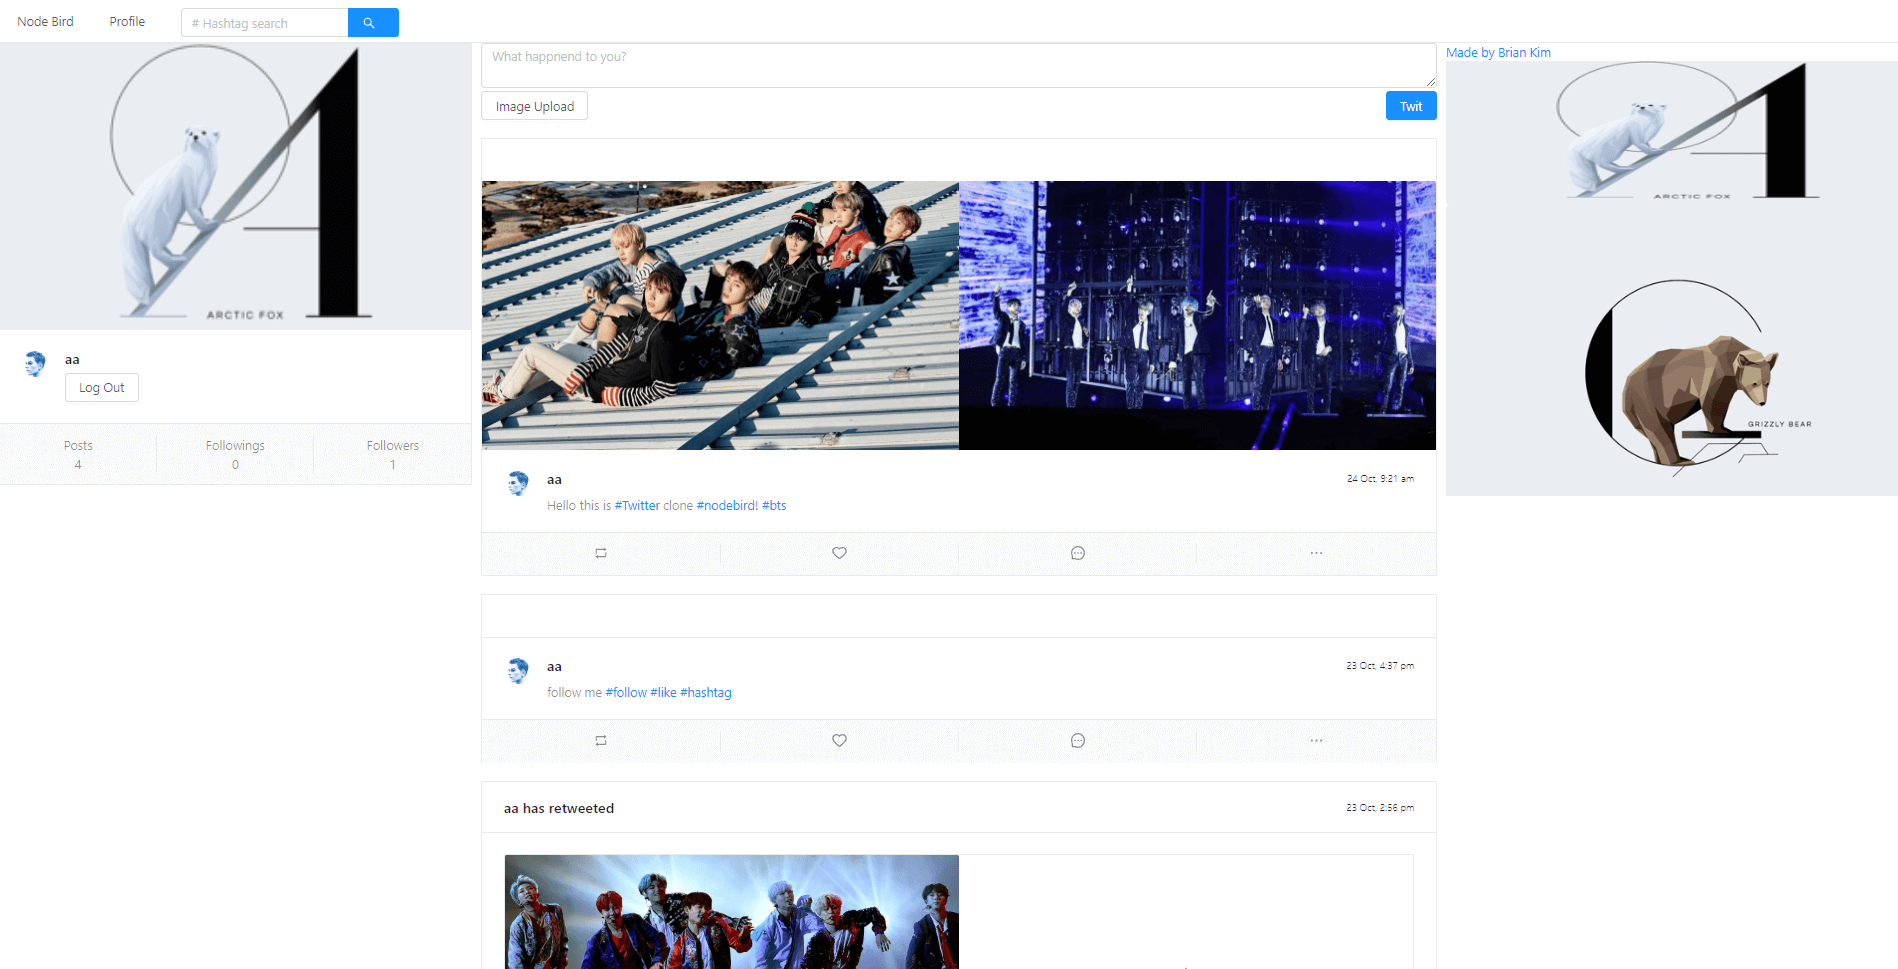 Node Bird
Profile
# Hashtag search
ARCTIC FOX
aa
Log Out
Posts
4
Followings
0
Followers
1
What happnend to you?
Image Upload
Twit
aa
24 Oct, 9:21 am
Hello this is #Twitter clone #nodebird! #bts
aa
23 Oct, 4:37 pm
follow me #follow #like #hashtag
aa has retweeted
23 Oct, 2:56 pm
Made by Brian Kim
ARCTIC FOX
GRIZZLY BEAR